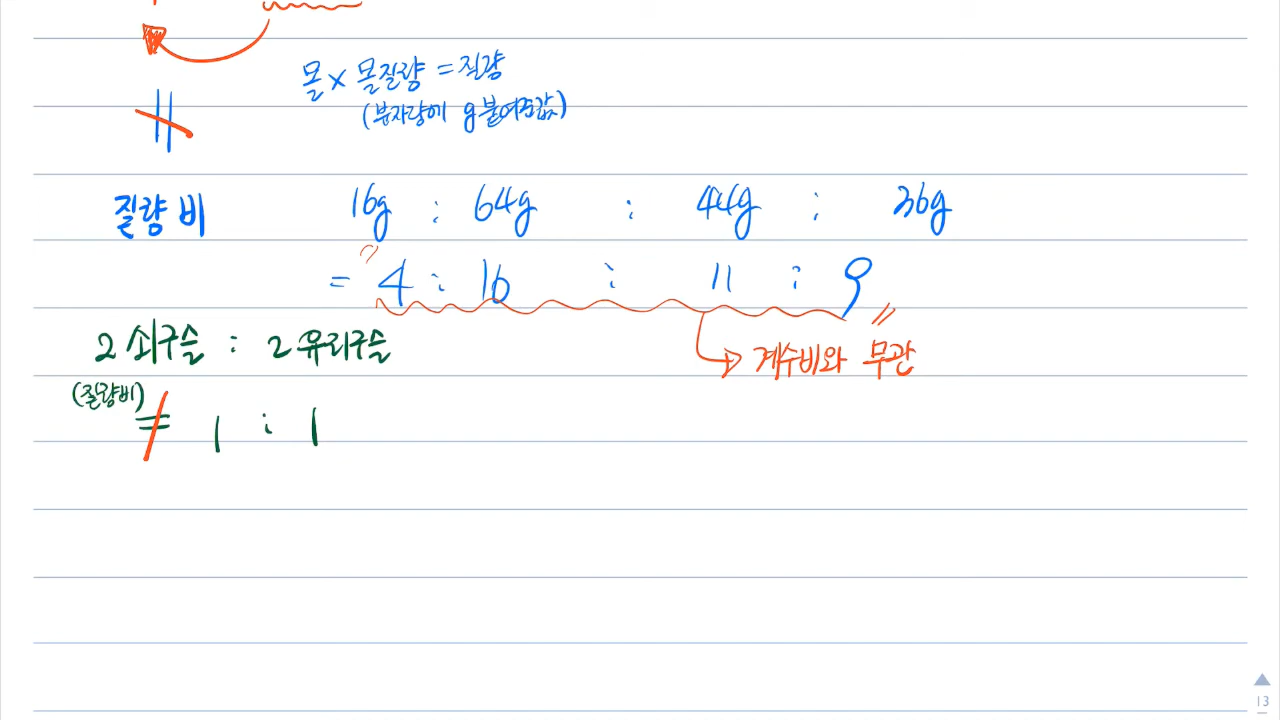 몰 × 몰질량 = 질량
(분자량에 g 붙여준값)
질량 비 16g : 64g : 44g : 36g
= 4 : 16 : 11 : 9
2 쇠구슬 : 2 유리구슬
계수비와 무관
(질량비)
≠ 1 : 1
13